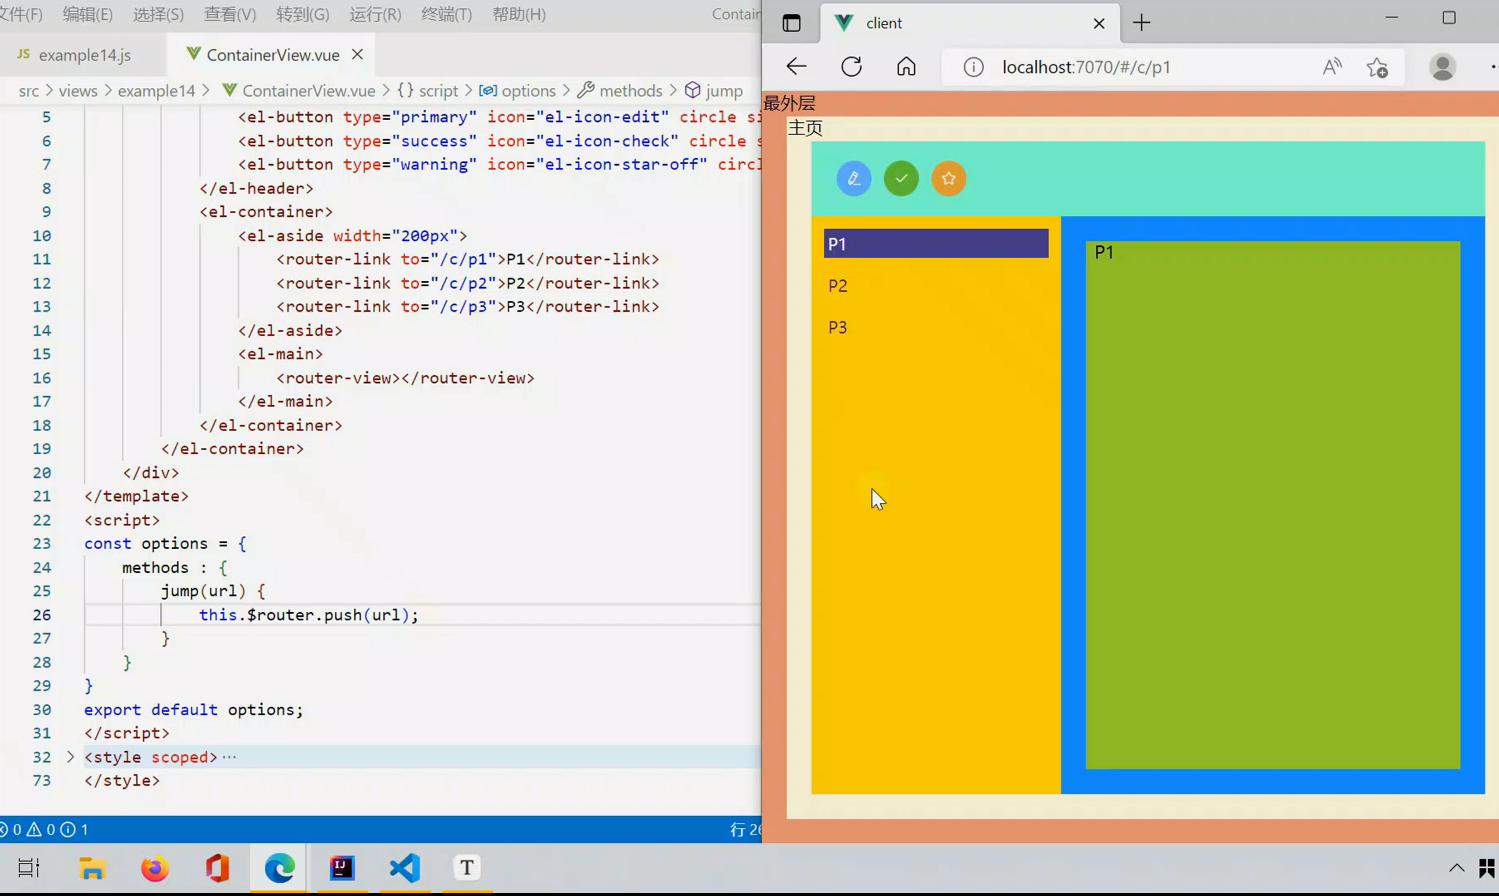 文件(F) 编辑(E) 选择(S) 查看(V) 转到(G) 运行(R) 终端(T) 帮助(H) Contain
JS example14.js ContainerView.vue
src > views > example14 > ContainerView.vue > {} script > options > methods > jump
5 <el-button type="primary" icon="el-icon-edit" circle si
6 <el-button type="success" icon="el-icon-check" circle s
7 <el-button type="warning" icon="el-icon-star-off" circl
8 </el-header>
9 <el-container>
10 <el-aside width="200px">
11 <router-link to="/c/p1">P1</router-link>
12 <router-link to="/c/p2">P2</router-link>
13 <router-link to="/c/p3">P3</router-link>
14 </el-aside>
15 <el-main>
16 <router-view></router-view>
17 </el-main>
18 </el-container>
19 </el-container>
20 </div>
21 </template>
22 <script>
23 const options = {
24 methods : {
25 jump(url) {
26 this.$router.push(url);
27 }
28 }
29 }
30 export default options;
31 </script>
32 <style scoped>…
73 </style>
0 0 1 行 26
client
localhost:7070/#/c/p1
最外层
主页
P1
P2
P3
P1